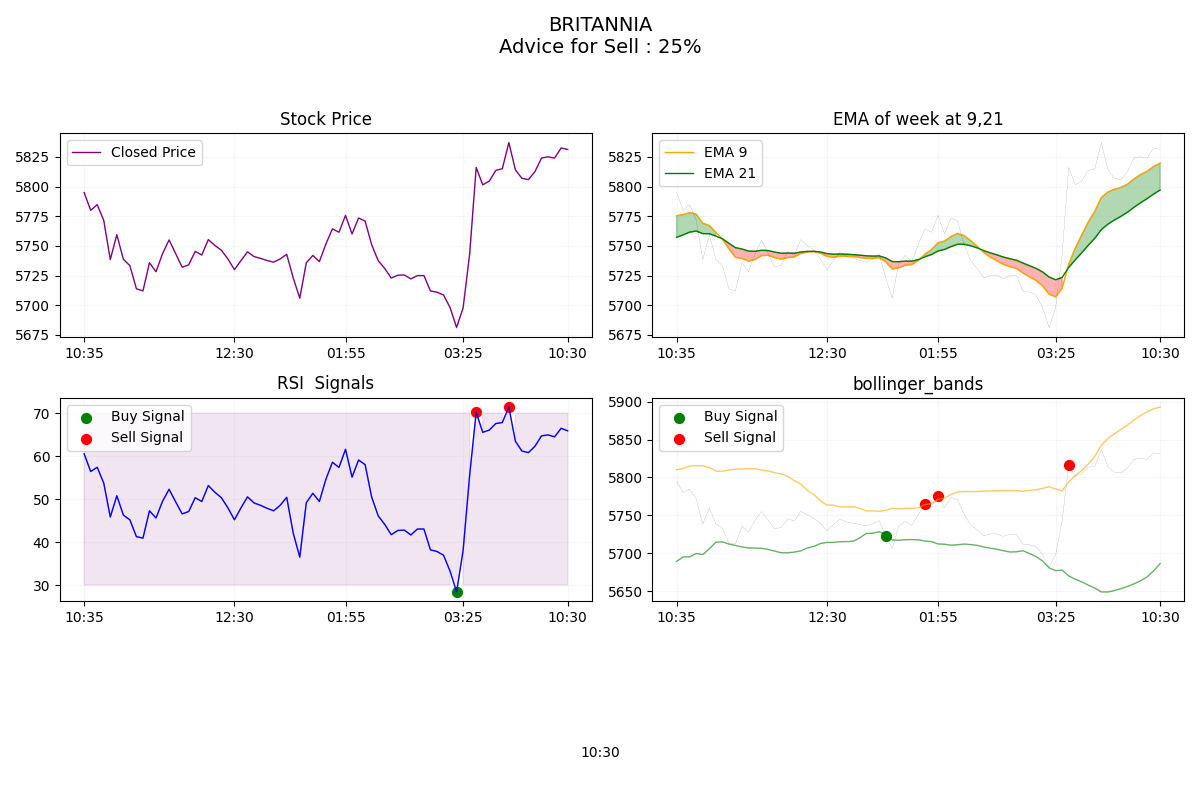 BRITANNIA
Advice for Sell : 25%
Stock Price
Closed Price
5825
5800
5775
5750
5725
5700
5675
10:35 12:30 01:55 03:25 10:30
EMA of week at 9,21
EMA 9
EMA 21
5825
5800
5775
5750
5725
5700
5675
10:35 12:30 01:55 03:25 10:30
RSI  Signals
Buy Signal
Sell Signal
70
60
50
40
30
10:35 12:30 01:55 03:25 10:30
bollinger_bands
Buy Signal
Sell Signal
5900
5850
5800
5750
5700
5650
10:35 12:30 01:55 03:25 10:30
10:30